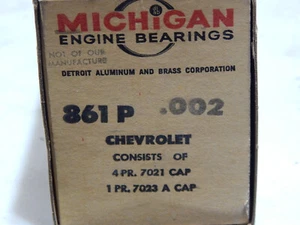 MICHIGAN
ENGINE BEARINGS
NOT OF OUR
MANUFACTURE
DETROIT ALUMINUM AND BRASS CORPORATION
861 P .002
CHEVROLET
CONSISTS OF
4 PR. 7021 CAP
1 PR. 7023 A CAP